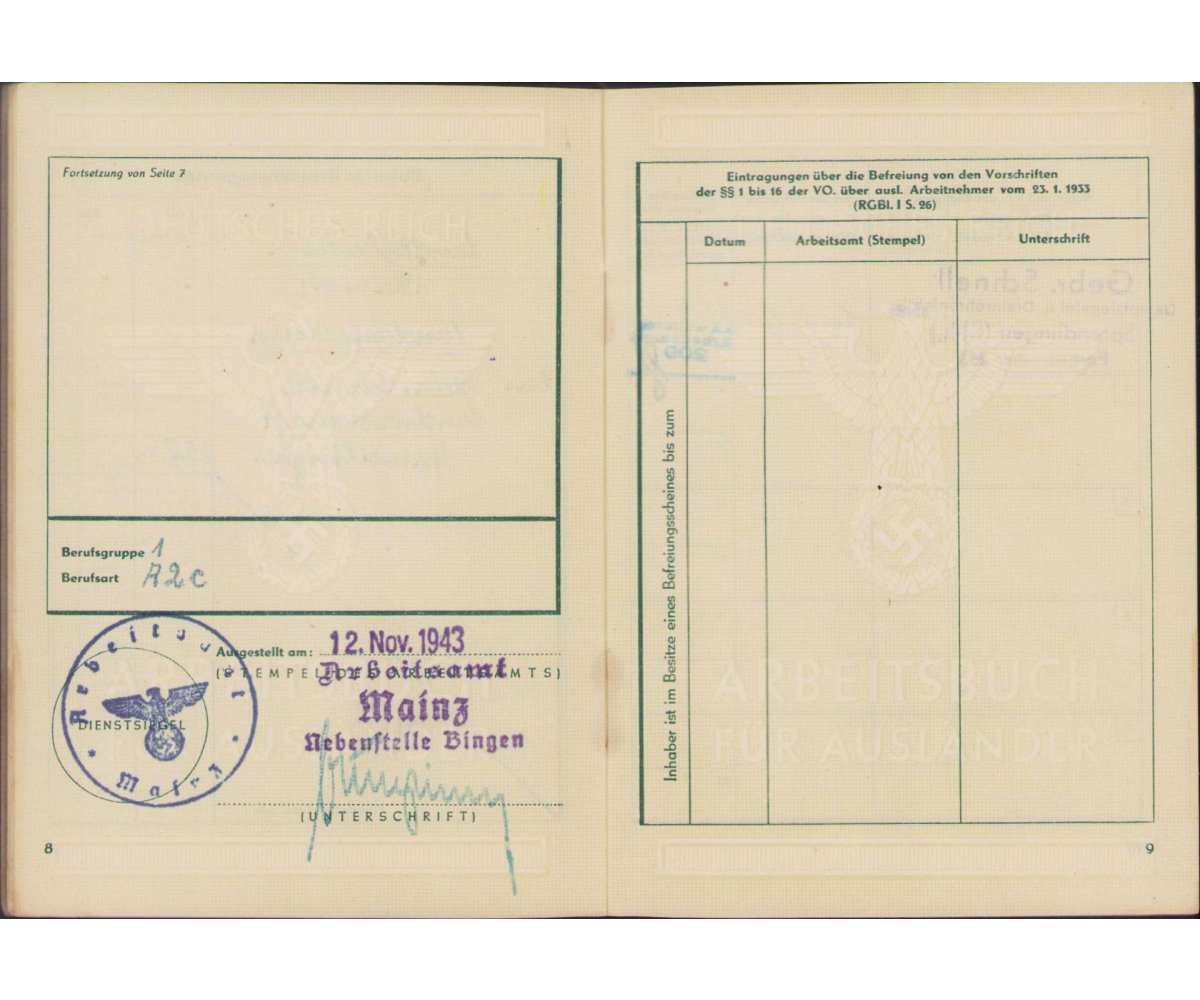 Fortsetzung von Seite 7
Berufsgruppe 1
Berufsart A2c
Arbeitsamt
Mainz
DIENSTSIEGEL
Ausgestellt am: 12. Nov. 1943
(STEMPEL DES ARBEITSAMTS)
Arbeitsamt
Mainz
Nebenstelle Bingen
(UNTERSCHRIFT)
8
Eintragungen über die Befreiung von den Vorschriften
der §§ 1 bis 16 der VO. über ausl. Arbeitnehmer vom 23. 1. 1933
(RGBl. I S. 26)
Datum Arbeitsamt (Stempel) Unterschrift
Inhaber ist im Besitze eines Befreiungsscheines bis zum
Gebr. Schnell
ARBEITSBUCH
FÜR AUSLÄNDER
9